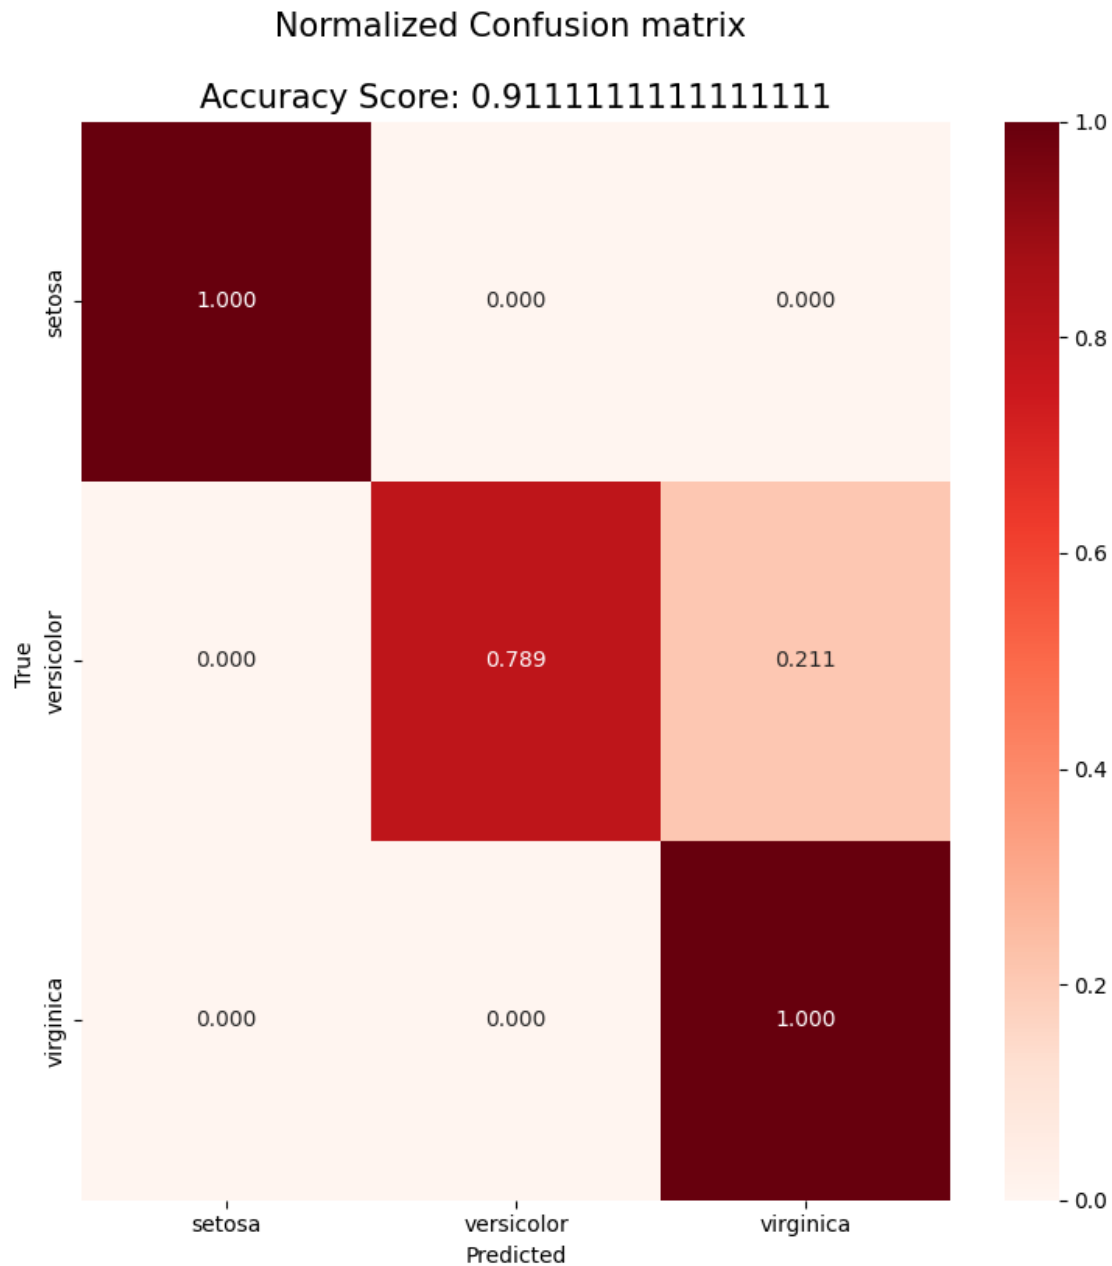 Normalized Confusion matrix
Accuracy Score: 0.9111111111111111
setosa
1.000
0.000
0.000
True
versicolor
0.000
0.789
0.211
virginica
0.000
0.000
1.000
setosa
versicolor
virginica
Predicted
1.0
0.8
0.6
0.4
0.2
0.0